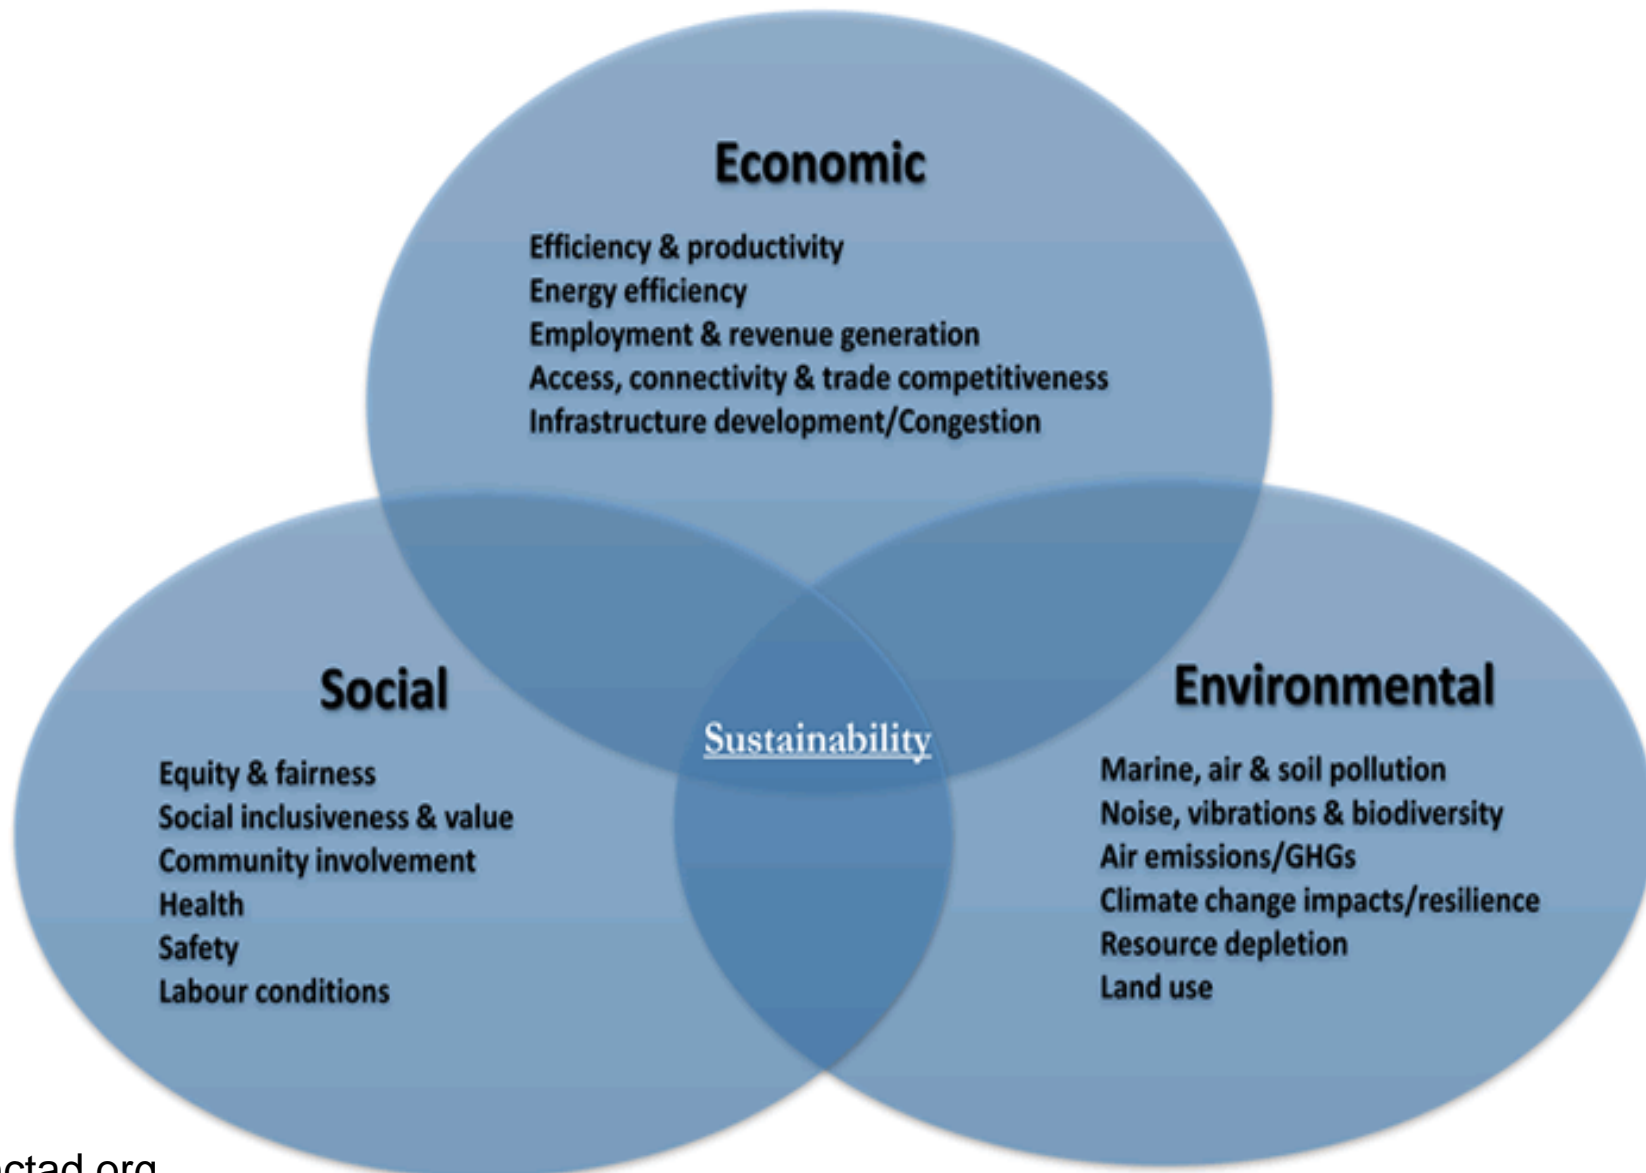 Economic
Efficiency & productivity
Energy efficiency
Employment & revenue generation
Access, connectivity & trade competitiveness
Infrastructure development/Congestion
Social
Equity & fairness
Social inclusiveness & value
Community involvement
Health
Safety
Labour conditions
Sustainability
Environmental
Marine, air & soil pollution
Noise, vibrations & biodiversity
Air emissions/GHGs
Climate change impacts/resilience
Resource depletion
Land use